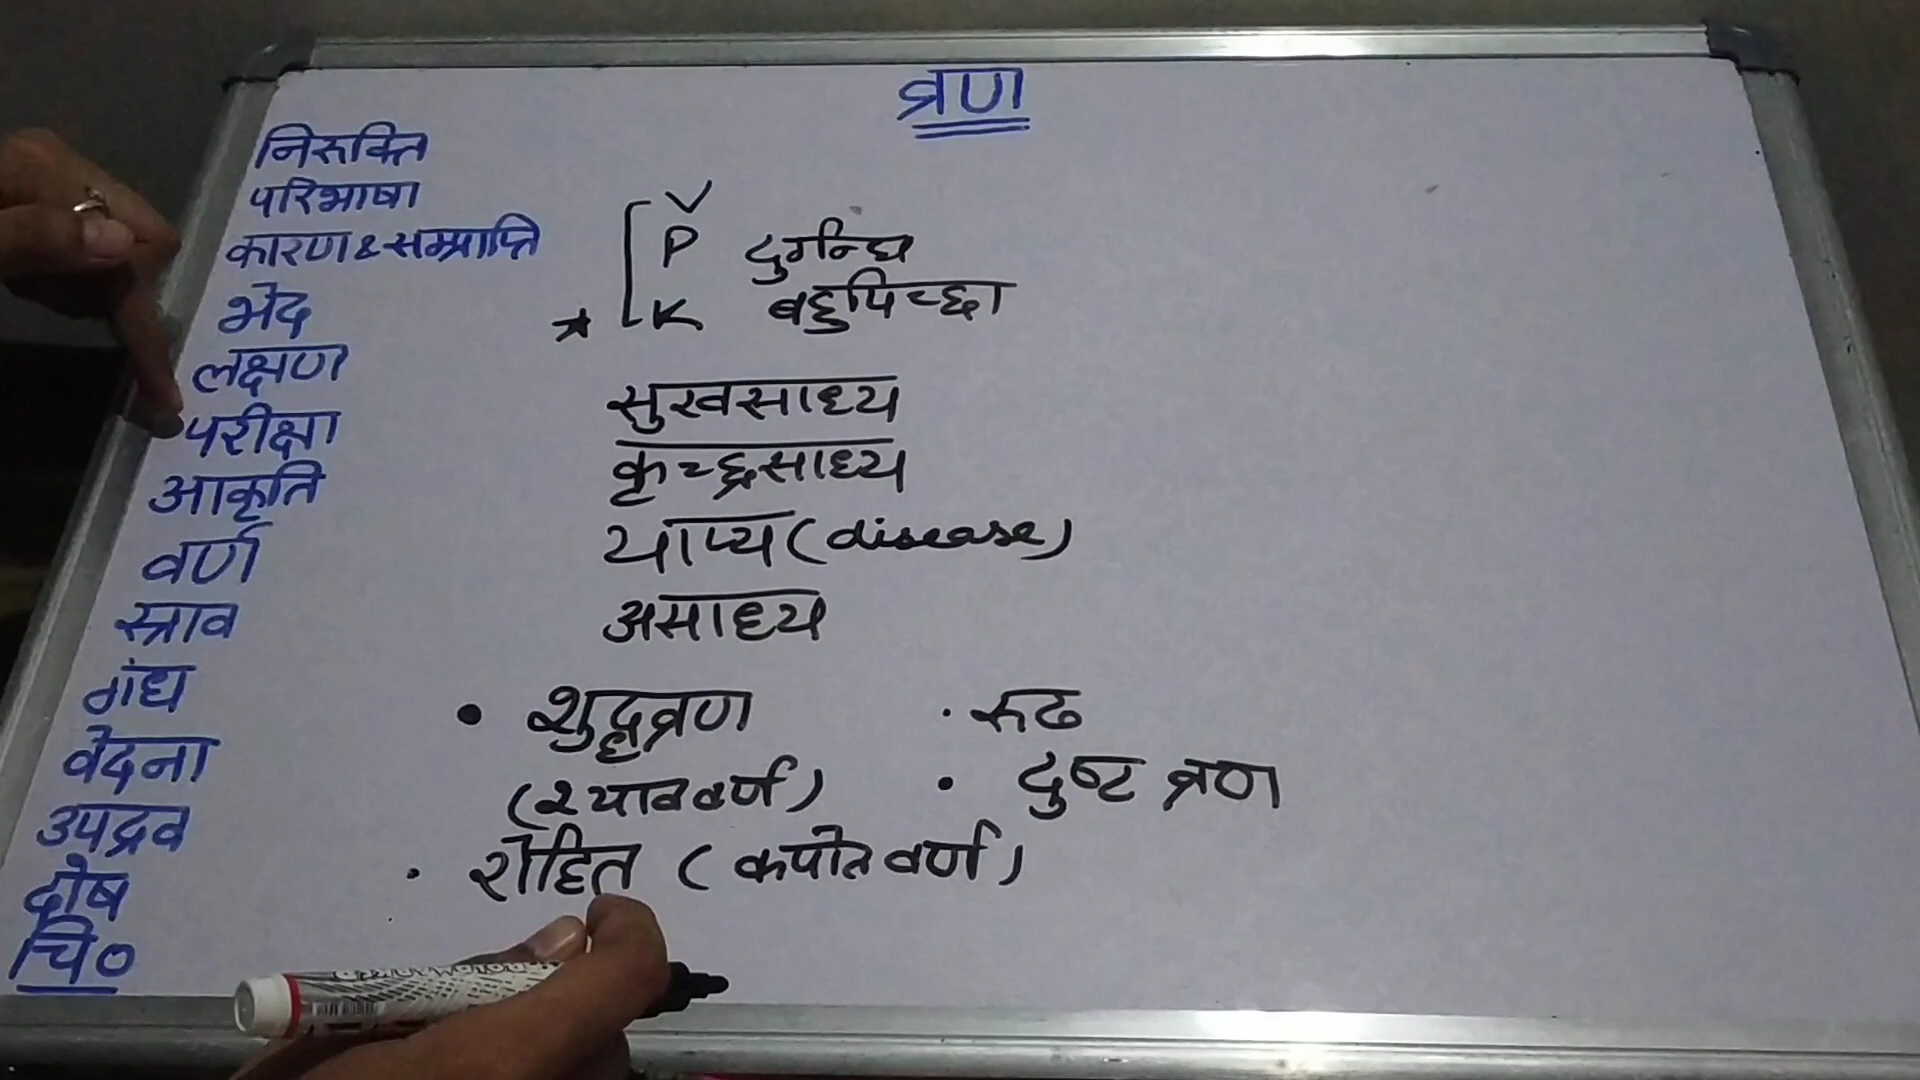 व्रण
निरुक्ति
परिभाषा
कारण & सम्प्राप्ति
भेद
लक्षण
परीक्षा
आकृति
वर्ण
स्त्राव
गंध
वेदना
उपद्रव
दोष
चि०
V
P दुर्गन्धि
K बहुपिच्छा
सुखसाध्य
कृच्छ्रसाध्य
याप्य (disease)
असाध्य
• शुद्धव्रण
(श्याववर्ण)
• रोहित (कपोतवर्ण)
• रूढ
• दुष्ट व्रण